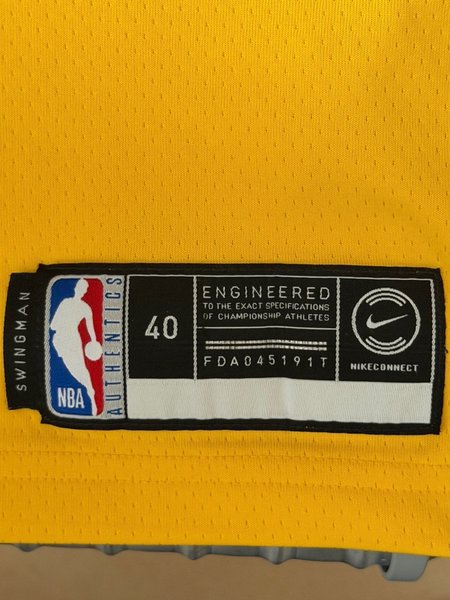 SWINGMAN
NBA
AUTHENTICS
40
ENGINEERED
TO THE EXACT SPECIFICATIONS
OF CHAMPIONSHIP ATHLETES
FDA045191T
NIKECONNECT